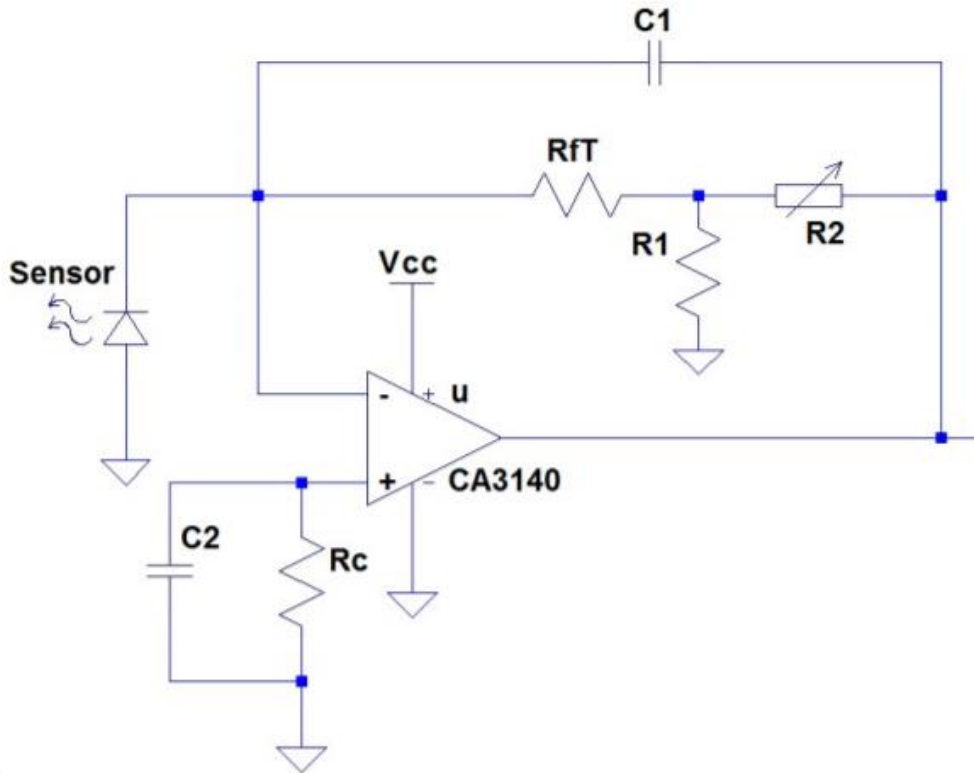 C1
RfT
R2
R1
Sensor
Vcc
- + u
+ - CA3140
C2
Rc